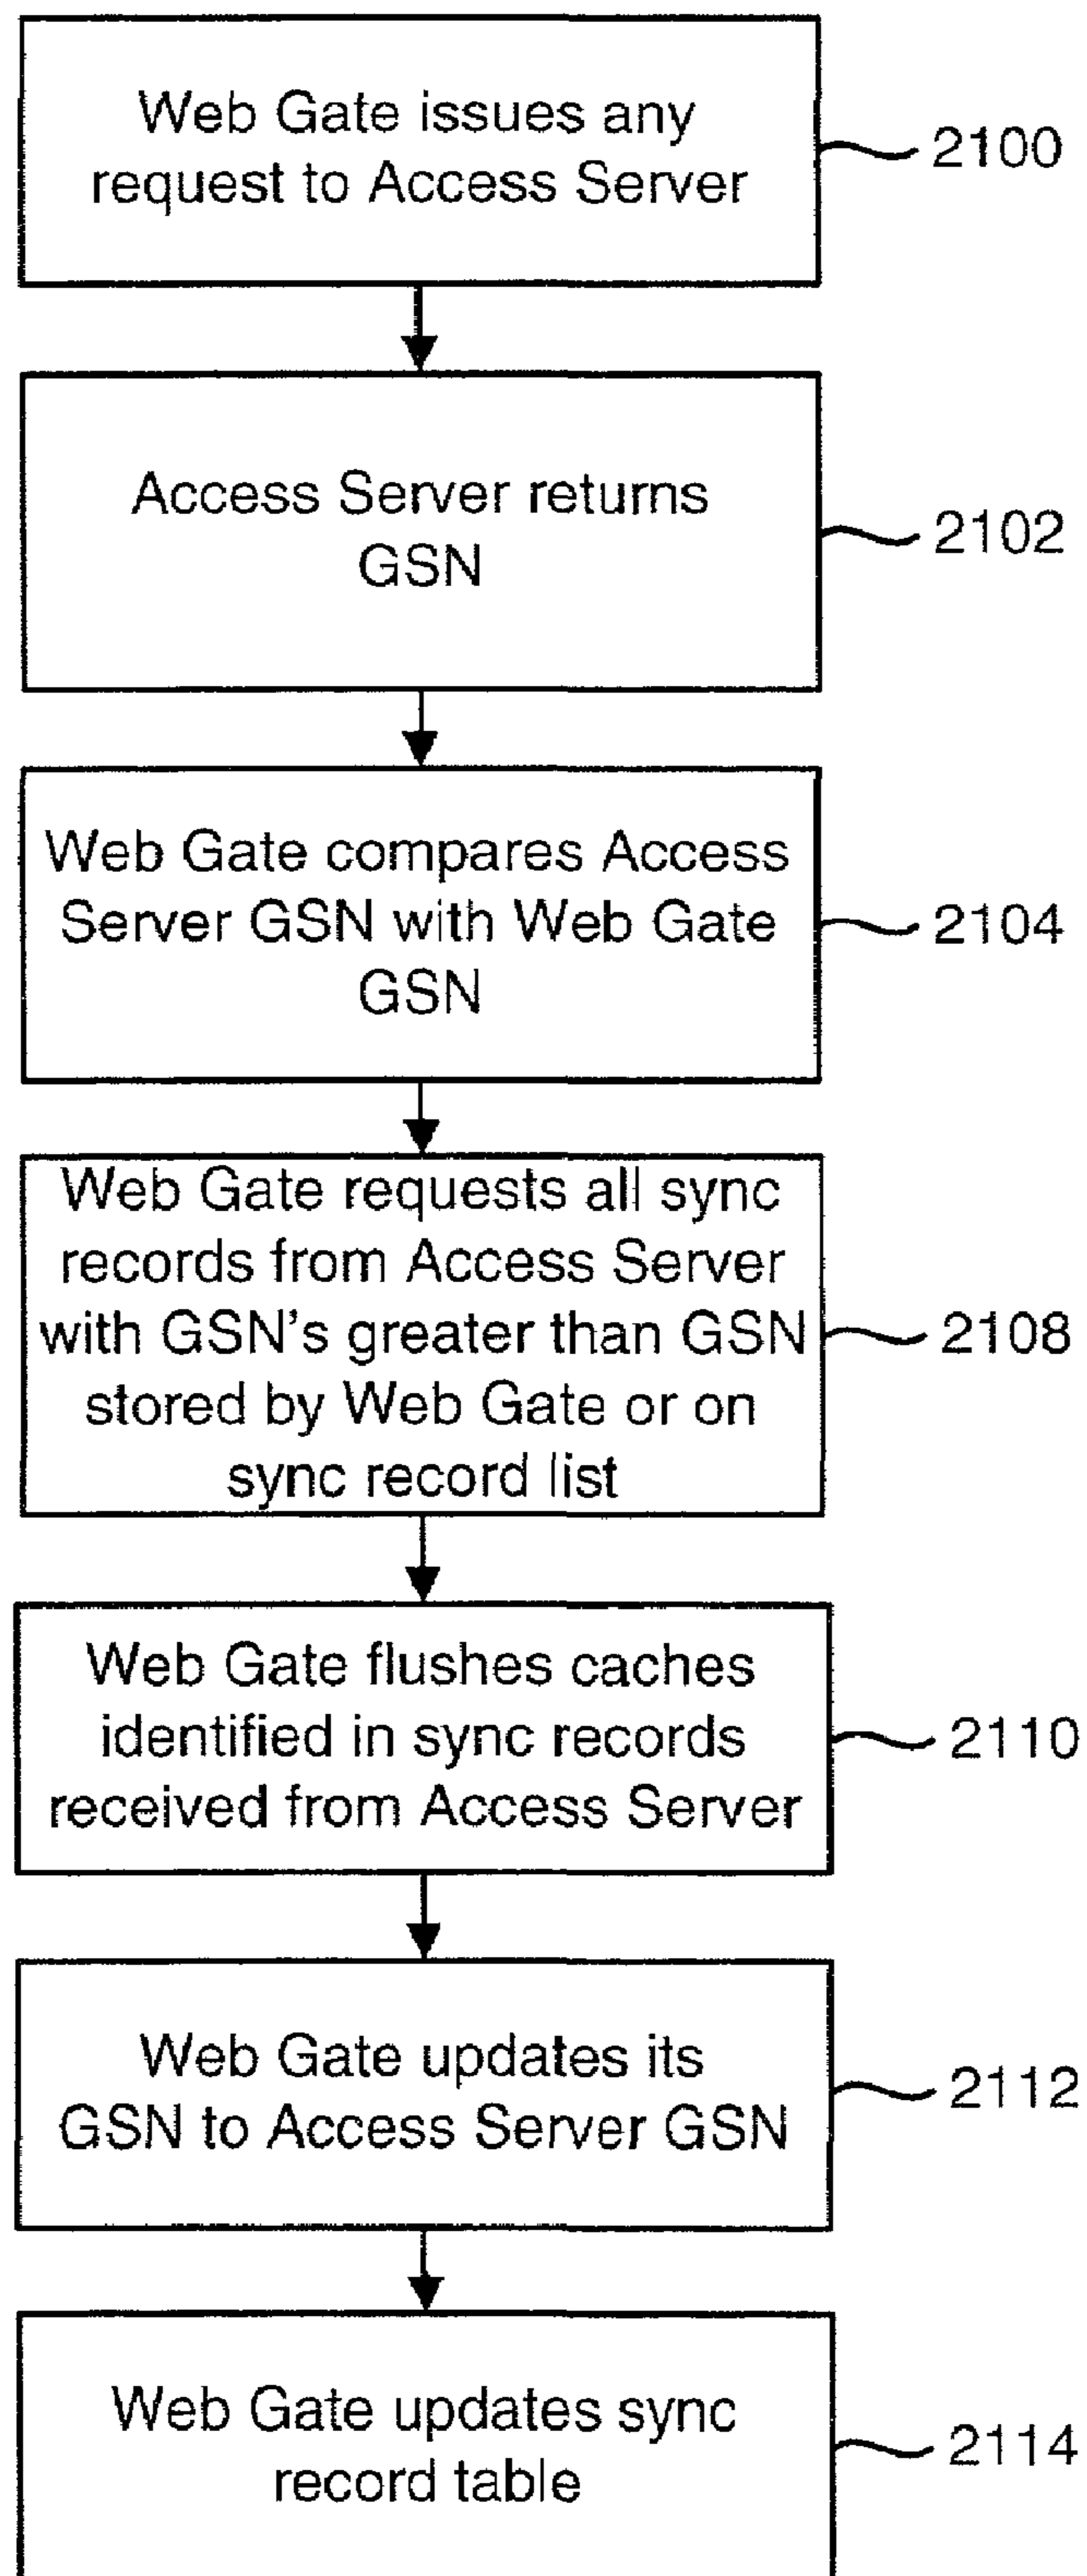 Web Gate issues any
request to Access Server
2100
Access Server returns
GSN
2102
Web Gate compares Access
Server GSN with Web Gate
GSN
2104
Web Gate requests all sync
records from Access Server
with GSN's greater than GSN
stored by Web Gate or on
sync record list
2108
Web Gate flushes caches
identified in sync records
received from Access Server
2110
Web Gate updates its
GSN to Access Server GSN
2112
Web Gate updates sync
record table
2114